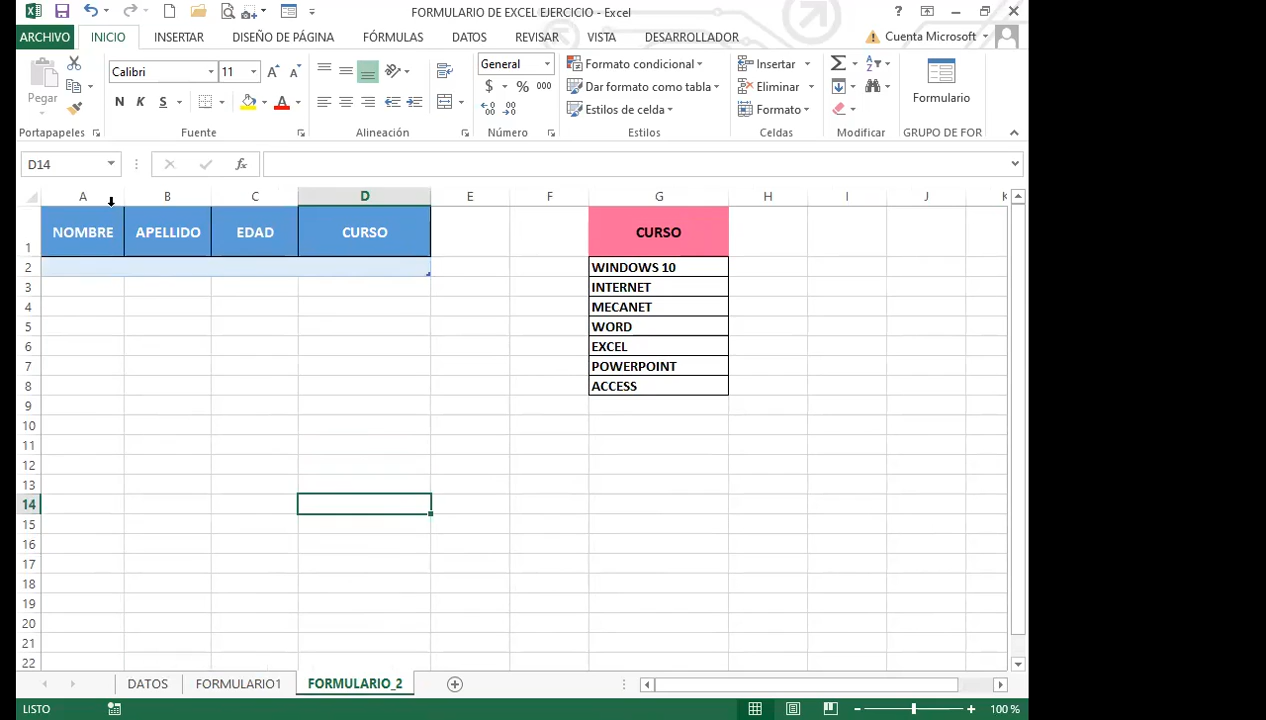 FORMULARIO DE EXCEL EJERCICIO - Excel
ARCHIVO INICIO INSERTAR DISEÑO DE PÁGINA FÓRMULAS DATOS REVISAR VISTA DESARROLLADOR Cuenta Microsoft
Pegar
Calibri 11
N K S
General
$ % 000
Formato condicional
Dar formato como tabla
Estilos de celda
Insertar
Eliminar
Formato
Formulario
Portapapeles Fuente Alineación Número Estilos Celdas Modificar GRUPO DE FOR
D14 fx
A B C D E F G H I J K
1 NOMBRE APELLIDO EDAD CURSO CURSO
2 WINDOWS 10
3 INTERNET
4 MECANET
5 WORD
6 EXCEL
7 POWERPOINT
8 ACCESS
9
10
11
12
13
14
15
16
17
18
19
20
21
22
DATOS FORMULARIO1 FORMULARIO_2
LISTO 100 %